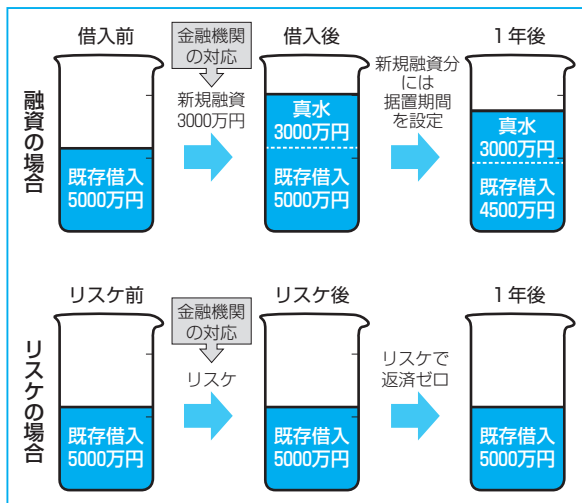 融資の場合
借入前
金融機関
の対応
新規融資
3000万円
借入後
新規融資分
には
据置期間
を設定
1年後
既存借入
5000万円
真水
3000万円
既存借入
5000万円
真水
3000万円
既存借入
4500万円
リスケの場合
リスケ前
金融機関
の対応
リスケ
リスケ後
リスケで
返済ゼロ
1年後
既存借入
5000万円
既存借入
5000万円
既存借入
5000万円